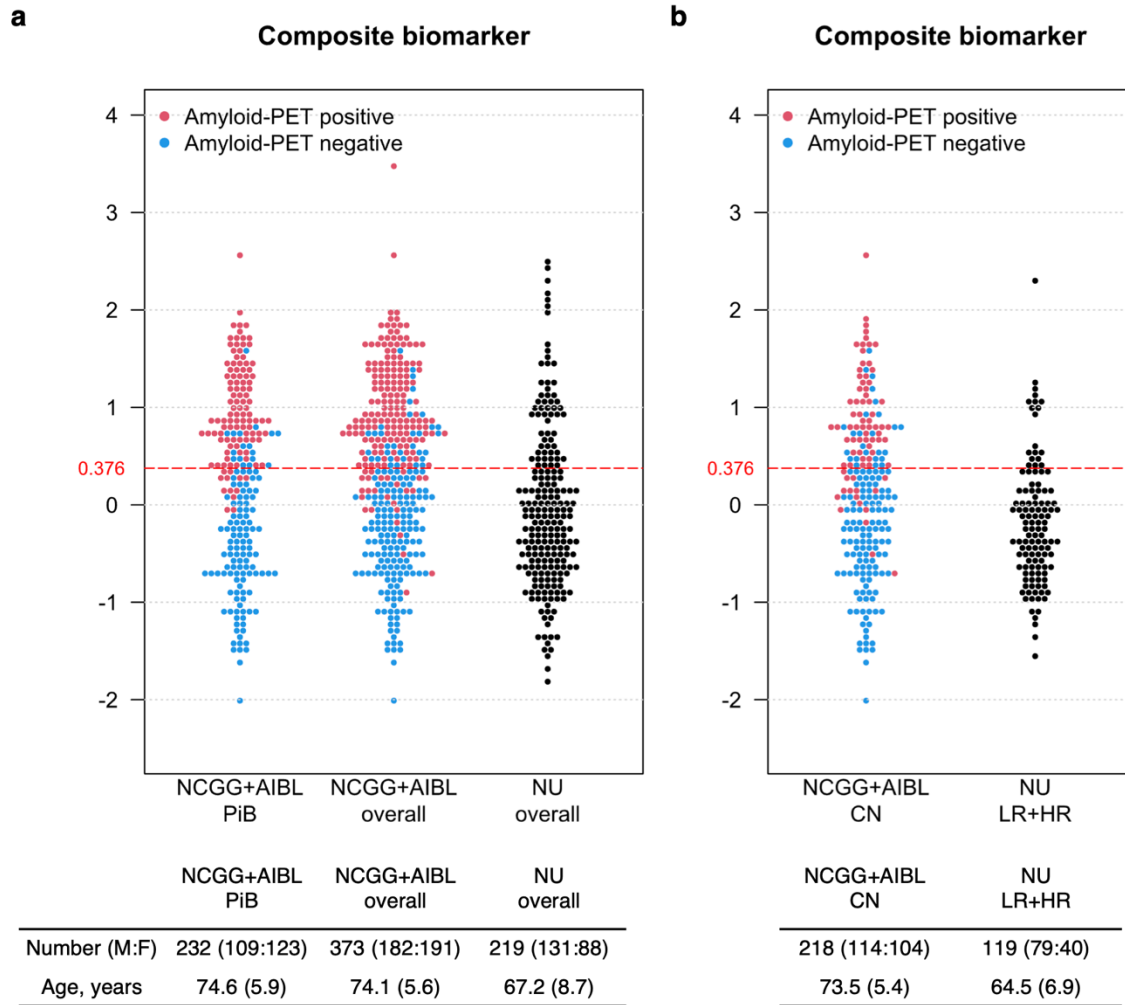 a
Composite biomarker
Amyloid-PET positive
Amyloid-PET negative
4
3
2
1
0.376
0
-1
-2
NCGG+AIBL PiB
NCGG+AIBL overall
NU overall
NCGG+AIBL PiB
NCGG+AIBL overall
NU overall
Number (M:F) 232 (109:123) 373 (182:191) 219 (131:88)
Age, years 74.6 (5.9) 74.1 (5.6) 67.2 (8.7)
b
Composite biomarker
Amyloid-PET positive
Amyloid-PET negative
4
3
2
1
0.376
0
-1
-2
NCGG+AIBL CN
NU LR+HR
NCGG+AIBL CN
NU LR+HR
218 (114:104) 119 (79:40)
73.5 (5.4) 64.5 (6.9)